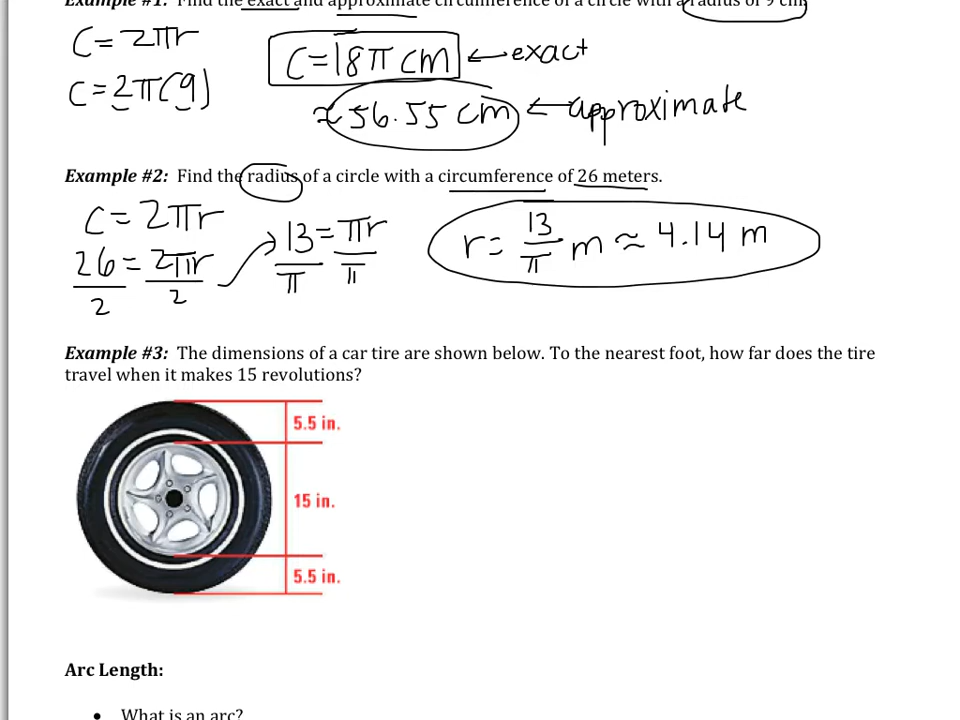 Example #1: Find the exact and approximate circumference of a circle with a radius of 9 cm.
C=2πr
C=18πcm ← exact
C=2π(9)
≈56.55 cm ← approximate
Example #2: Find the radius of a circle with a circumference of 26 meters.
C=2πr
26/2 = 2πr/2
13/π = πr/π
r= 13/π m ≈ 4.14 m
Example #3: The dimensions of a car tire are shown below. To the nearest foot, how far does the tire
travel when it makes 15 revolutions?
5.5 in.
15 in.
5.5 in.
Arc Length:
• What is an arc?